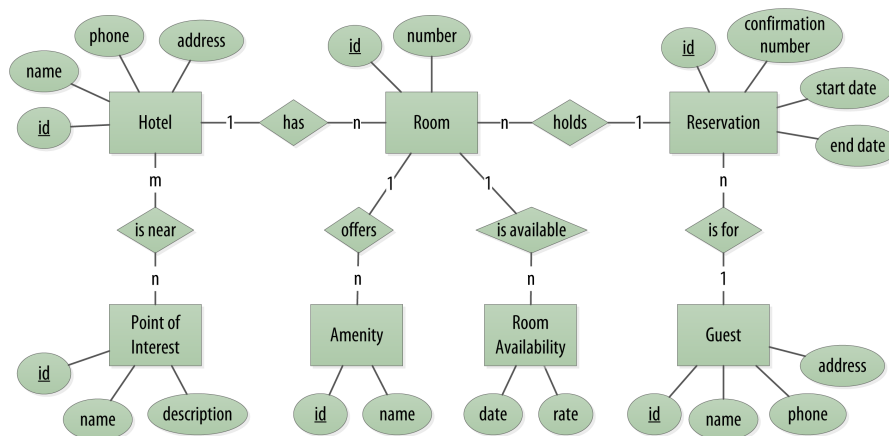 phone
address
name
id
Hotel
1
has
n
id
number
Room
n
holds
1
id
confirmation
number
start date
end date
Reservation
m
is near
n
1
offers
n
1
is available
n
n
is for
1
Point of
Interest
id
name
description
Amenity
id
name
Room
Availability
date
rate
Guest
id
name
phone
address